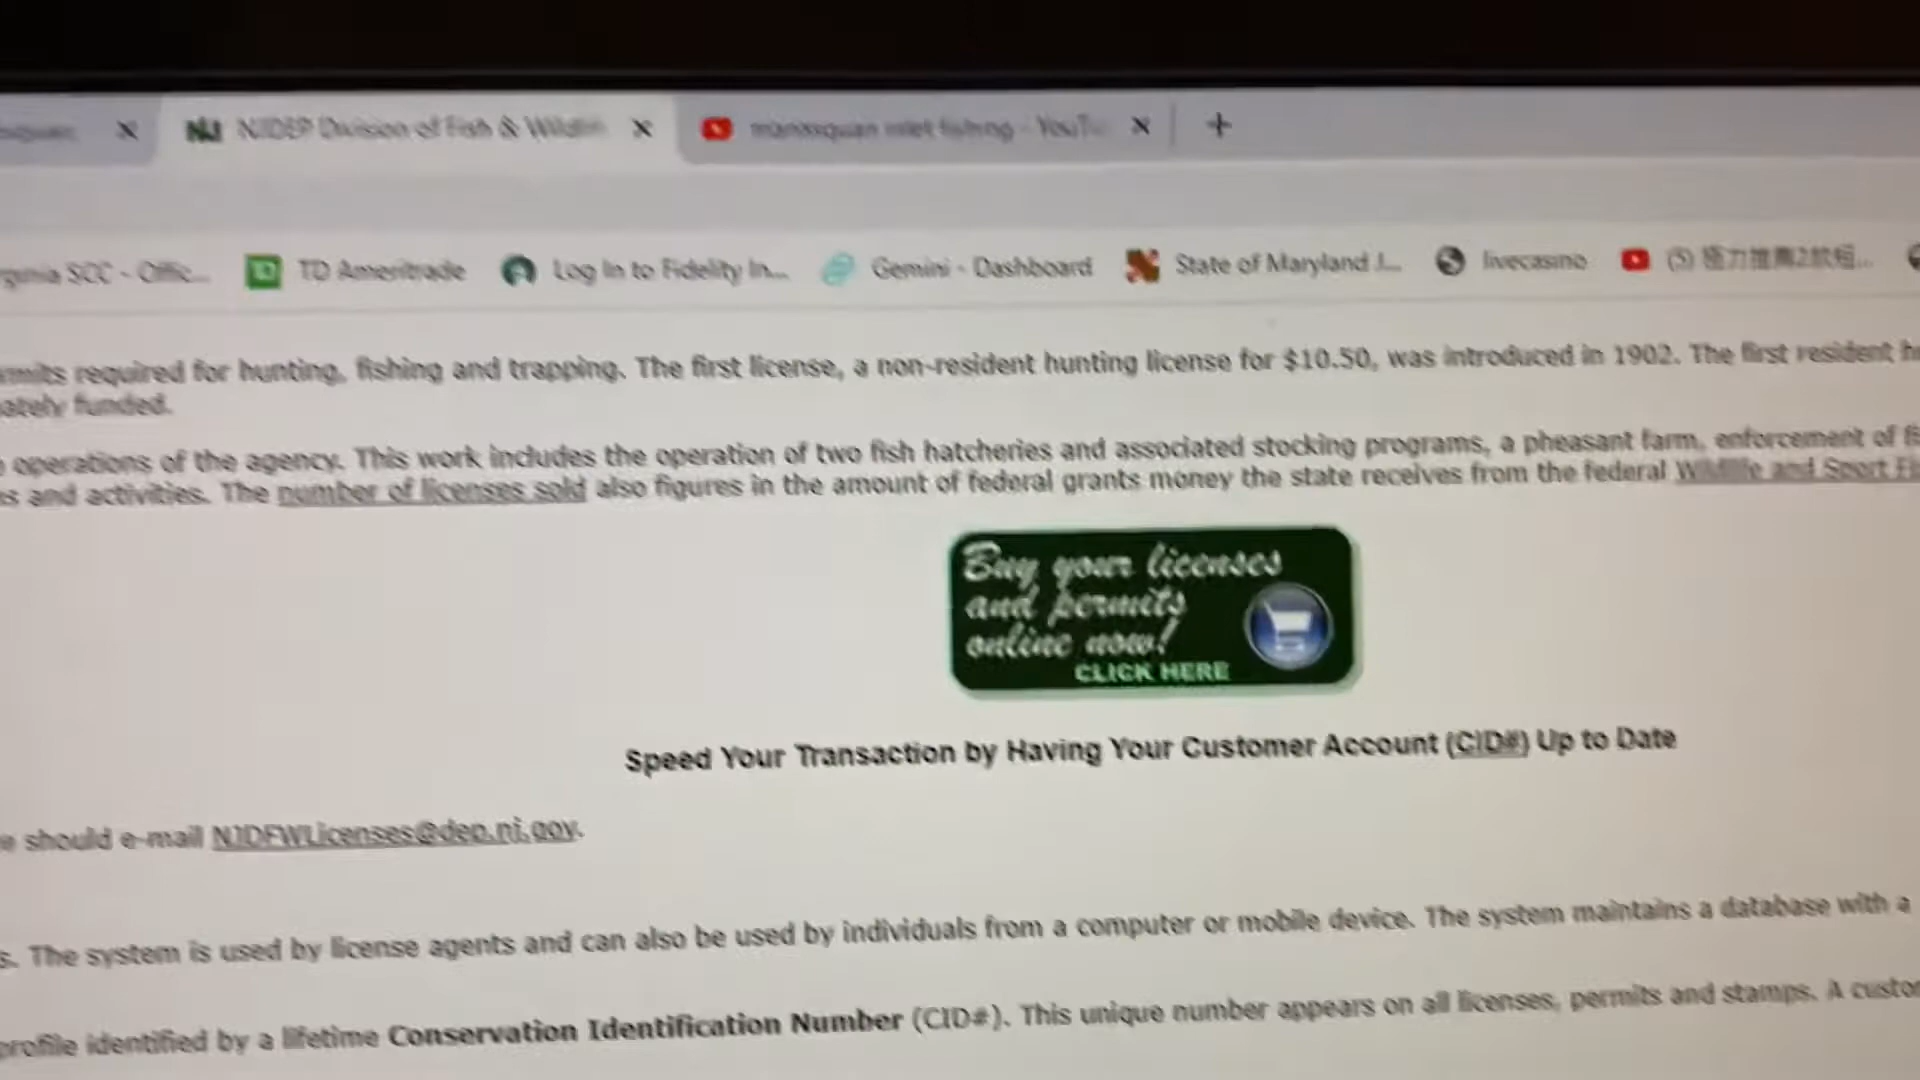 NJDEP Division of Fish & Wildlife
manasquan inlet fishing - YouTu
SCC - Offic... TD Ameritrade Log In to Fidelity In... Gemini - Dashboard State of Maryland livecasino (5)
required for hunting, fishing and trapping. The first license, a non-resident hunting license for $10.50, was introduced in 1902. The first resident
funded.
operations of the agency. This work includes the operation of two fish hatcheries and associated stocking programs, a pheasant farm, enforcement of
and activities. The number of licenses sold also figures in the amount of federal grants money the state receives from the federal Wildlife and Sport
Buy your licenses
and permits
online now!
CLICK HERE
Speed Your Transaction by Having Your Customer Account (CID#) Up to Date
should e-mail NJDFWLicenses@dep.nj.gov.
s. The system is used by license agents and can also be used by individuals from a computer or mobile device. The system maintains a database with a
profile identified by a lifetime Conservation Identification Number (CID#). This unique number appears on all licenses, permits and stamps. A custo